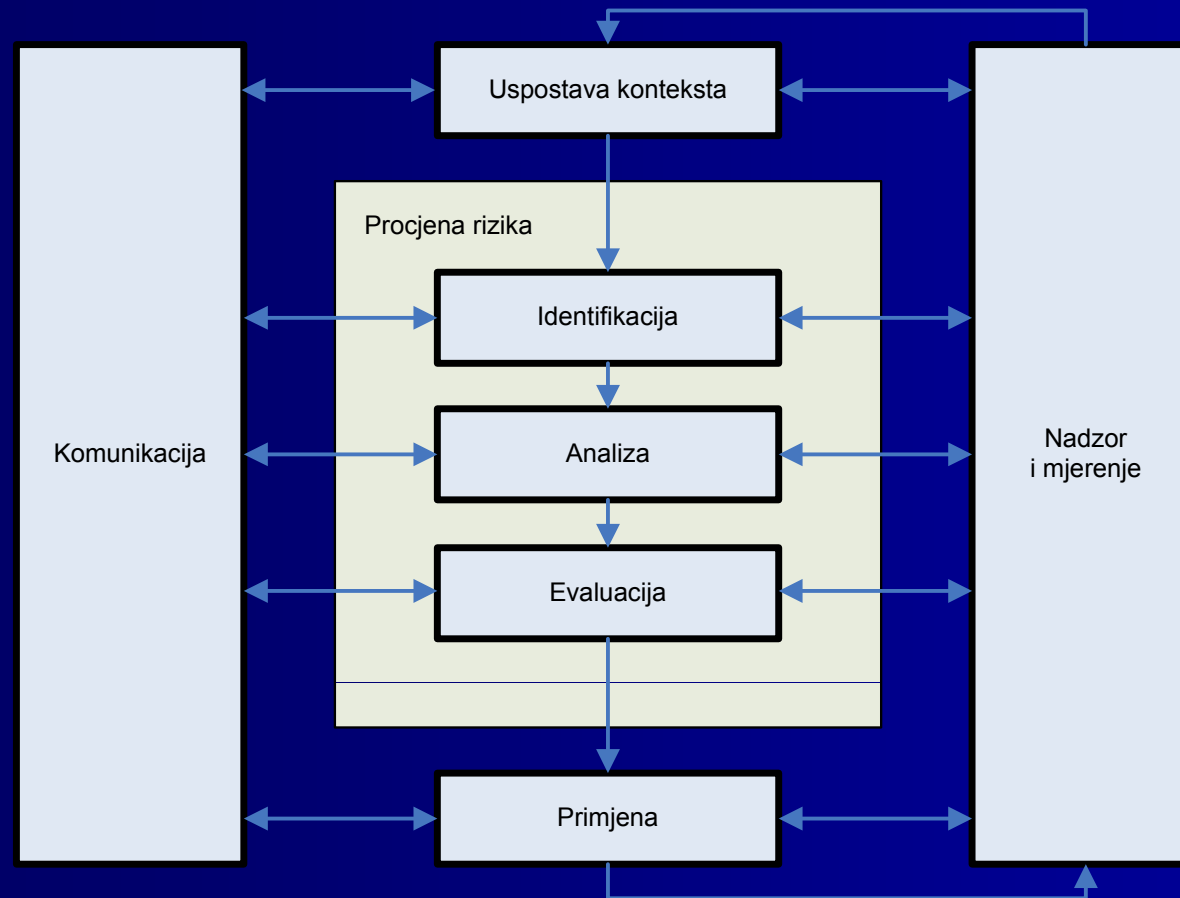 Uspostava konteksta
Procjena rizika
Identifikacija
Komunikacija
Analiza
Nadzor
i mjerenje
Evaluacija
Primjena